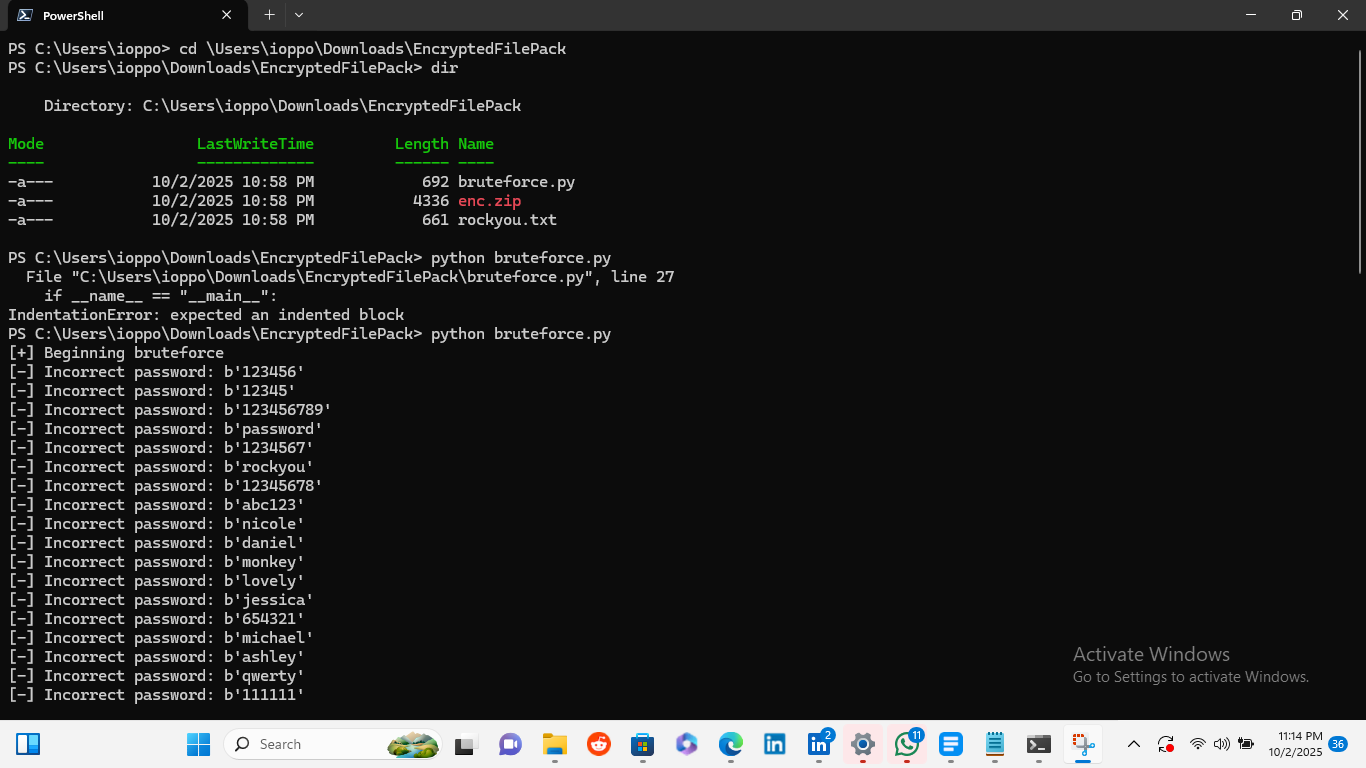 PowerShell
PS C:\Users\ioppo> cd \Users\ioppo\Downloads\EncryptedFilePack
PS C:\Users\ioppo\Downloads\EncryptedFilePack> dir
Directory: C:\Users\ioppo\Downloads\EncryptedFilePack
Mode LastWriteTime Length Name
---- ------------- ------ ----
-a--- 10/2/2025 10:58 PM 692 bruteforce.py
-a--- 10/2/2025 10:58 PM 4336 enc.zip
-a--- 10/2/2025 10:58 PM 661 rockyou.txt
PS C:\Users\ioppo\Downloads\EncryptedFilePack> python bruteforce.py
File "C:\Users\ioppo\Downloads\EncryptedFilePack\bruteforce.py", line 27
if __name__ == "__main__":
IndentationError: expected an indented block
PS C:\Users\ioppo\Downloads\EncryptedFilePack> python bruteforce.py
[+] Beginning bruteforce
[-] Incorrect password: b'123456'
[-] Incorrect password: b'12345'
[-] Incorrect password: b'123456789'
[-] Incorrect password: b'password'
[-] Incorrect password: b'1234567'
[-] Incorrect password: b'rockyou'
[-] Incorrect password: b'12345678'
[-] Incorrect password: b'abc123'
[-] Incorrect password: b'nicole'
[-] Incorrect password: b'daniel'
[-] Incorrect password: b'monkey'
[-] Incorrect password: b'lovely'
[-] Incorrect password: b'jessica'
[-] Incorrect password: b'654321'
[-] Incorrect password: b'michael'
[-] Incorrect password: b'ashley'
[-] Incorrect password: b'qwerty'
[-] Incorrect password: b'111111'
Activate Windows
Go to Settings to activate Windows.
Search
in
in
2
11
11:14 PM
10/2/2025
36